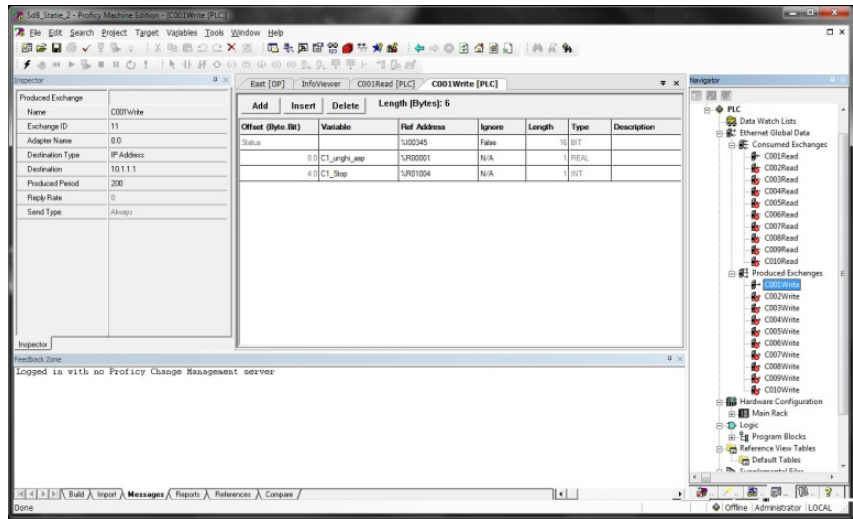 SdB_Statie_2 - Proficy Machine Edition - [C001Write [PLC]]
File Edit Search Project Target Variables Tools Window Help
Inspector
Produced Exchange
Name C001Write
Exchange ID 11
Adapter Name 0.0
Destination Type IP Address
Destination 10.1.1.1
Produced Period 200
Reply Rate 0
Send Type Always
Inspector
East [OP] InfoViewer C001Read [PLC] C001Write [PLC]
Add Insert Delete Length (Bytes): 6
Offset (Byte.Bit) Variable Ref Address Ignore Length Type Description
Status %I00345 False 16 BIT
0.0 C1_unghi_asp %R00001 N/A 1 REAL
4.0 C1_Stop %R01004 N/A 1 INT
Navigator
PLC
Data Watch Lists
Ethernet Global Data
Consumed Exchanges
C001Read
C002Read
C003Read
C004Read
C005Read
C006Read
C007Read
C008Read
C009Read
C010Read
Produced Exchanges
C001Write
C002Write
C003Write
C004Write
C005Write
C006Write
C007Write
C008Write
C009Write
C010Write
Hardware Configuration
Main Rack
Logic
Program Blocks
Reference View Tables
Default Tables
Supplemental Files
Feedback Zone
Logged in with no Proficy Change Management server
Build Import Messages Reports References Compare
Done
Offline Administrator LOCAL